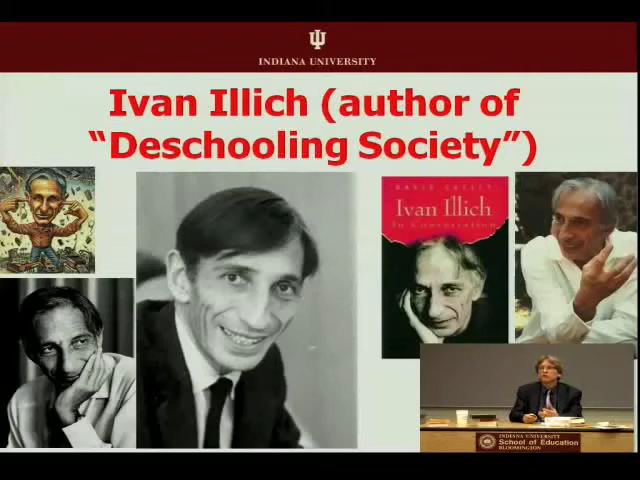 INDIANA UNIVERSITY
Ivan Illich (author of
“Deschooling Society”)
DAVID CAYLEY
Ivan Illich
In Conversation
INDIANA UNIVERSITY
School of Education
BLOOMINGTON